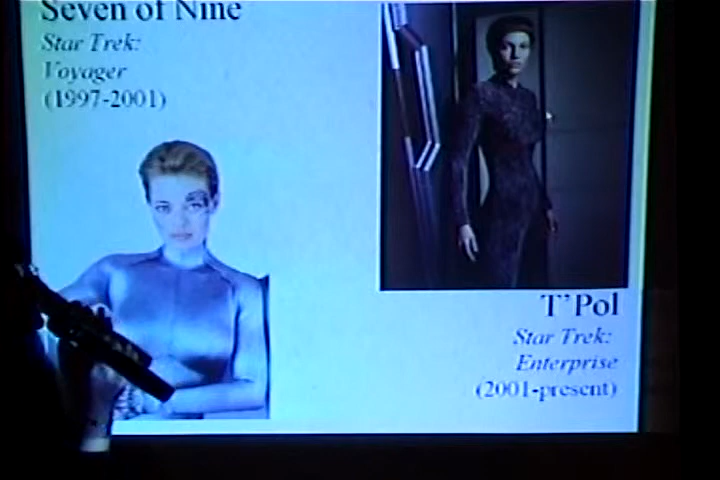 Seven of Nine
Star Trek:
Voyager
(1997-2001)
T'Pol
Star Trek:
Enterprise
(2001-present)